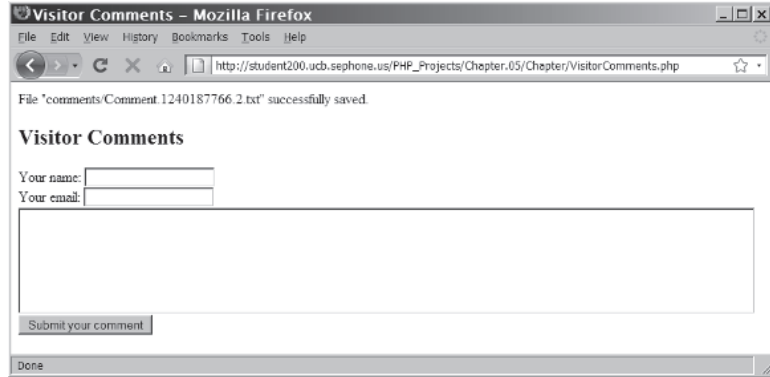 Visitor Comments - Mozilla Firefox
File Edit View History Bookmarks Tools Help
http://student200.ucb.sephone.us/PHP_Projects/Chapter.05/Chapter/VisitorComments.php
File "comments/Comment.1240187766.2.txt" successfully saved.
Visitor Comments
Your name:
Your email:
Submit your comment
Done